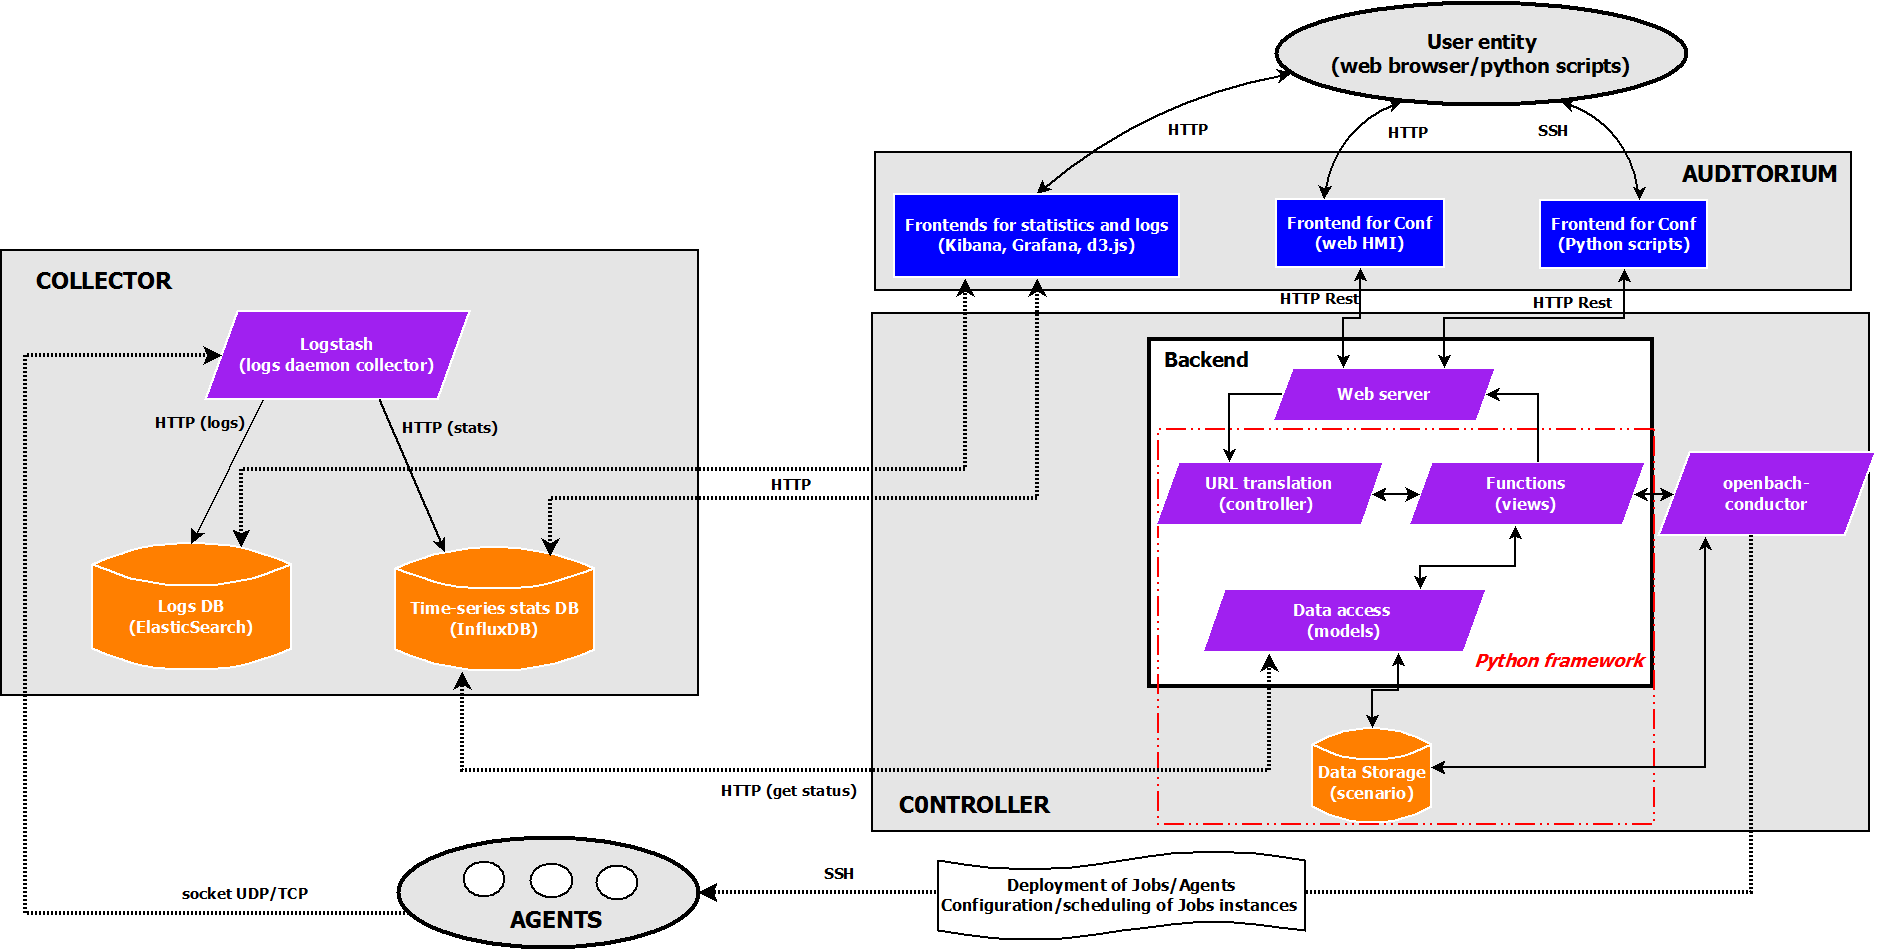 User entity
(web browser/python scripts)
HTTP
HTTP
SSH
AUDITORIUM
Frontends for statistics and logs
(Kibana, Grafana, d3.js)
Frontend for Conf
(web HMI)
Frontend for Conf
(Python scripts)
HTTP Rest
HTTP Rest
COLLECTOR
Logstash
(logs daemon collector)
HTTP (logs)
HTTP (stats)
HTTP
Logs DB
(ElasticSearch)
Time-series stats DB
(InfluxDB)
Backend
Web server
URL translation
(controller)
Functions
(views)
openbach-
conductor
Data access
(models)
Python framework
Data Storage
(scenario)
HTTP (get status)
C0NTROLLER
socket UDP/TCP
AGENTS
SSH
Deployment of Jobs/Agents
Configuration/scheduling of Jobs instances